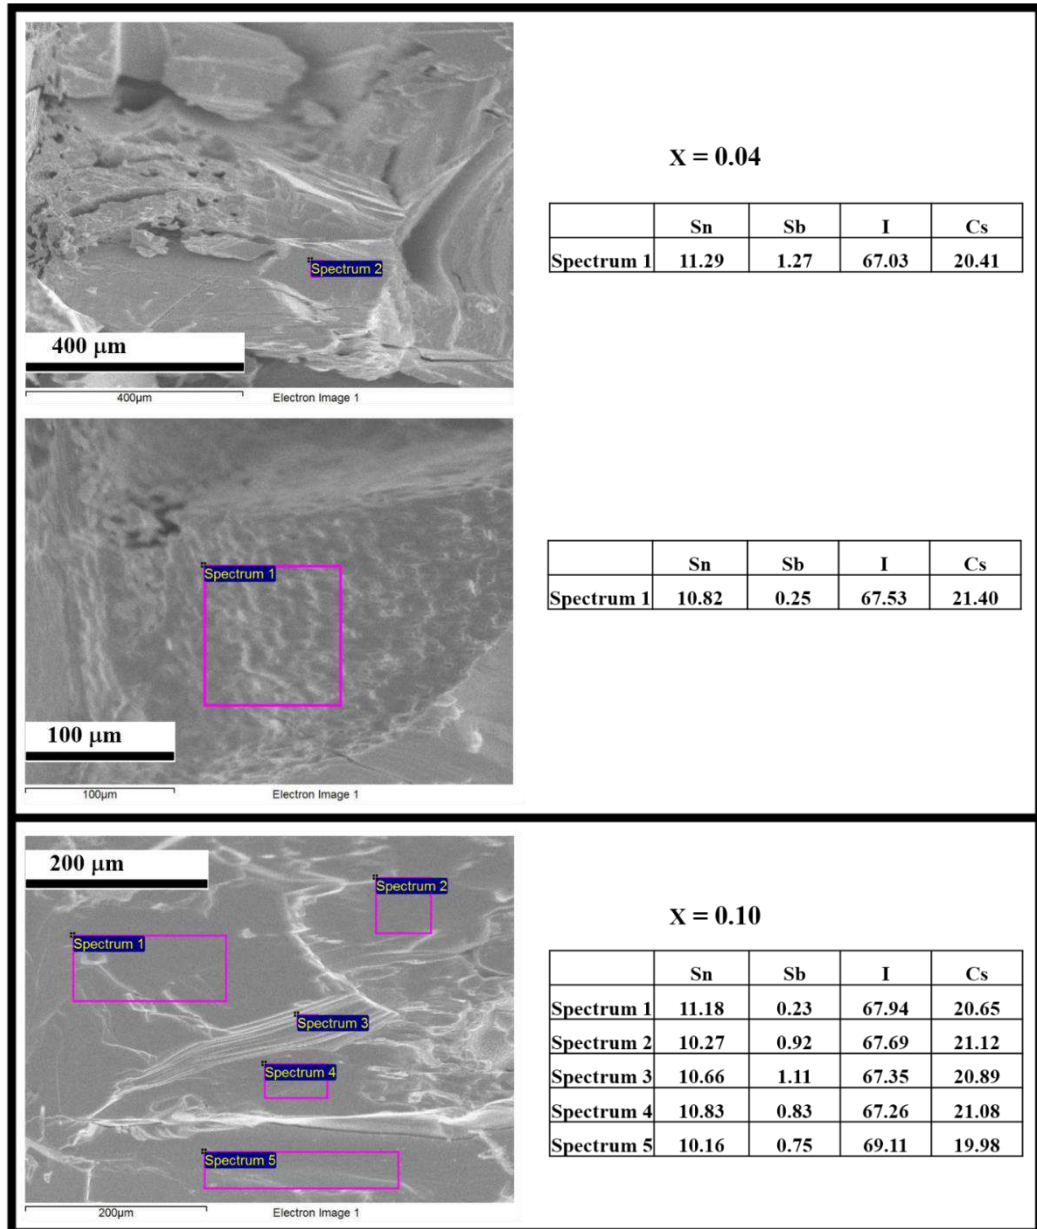 X = 0.04
Sn Sb I Cs
Spectrum 1 11.29 1.27 67.03 20.41
Spectrum 2
400 μm
400μm Electron Image 1
Sn Sb I Cs
Spectrum 1 10.82 0.25 67.53 21.40
Spectrum 1
100 μm
100μm Electron Image 1
200 μm
Spectrum 2
Spectrum 1
Spectrum 3
Spectrum 4
Spectrum 5
200μm Electron Image 1
X = 0.10
Sn Sb I Cs
Spectrum 1 11.18 0.23 67.94 20.65
Spectrum 2 10.27 0.92 67.69 21.12
Spectrum 3 10.66 1.11 67.35 20.89
Spectrum 4 10.83 0.83 67.26 21.08
Spectrum 5 10.16 0.75 69.11 19.98